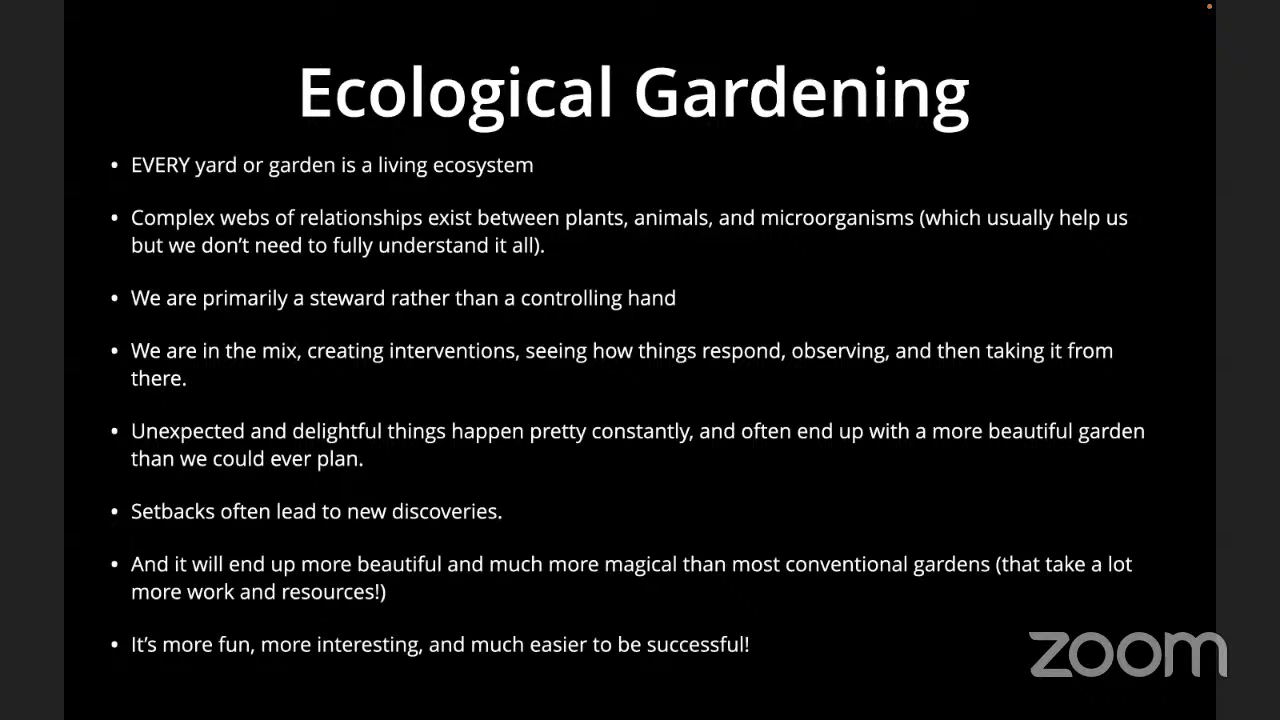 Ecological Gardening
• EVERY yard or garden is a living ecosystem
• Complex webs of relationships exist between plants, animals, and microorganisms (which usually help us
but we don’t need to fully understand it all).
• We are primarily a steward rather than a controlling hand
• We are in the mix, creating interventions, seeing how things respond, observing, and then taking it from
there.
• Unexpected and delightful things happen pretty constantly, and often end up with a more beautiful garden
than we could ever plan.
• Setbacks often lead to new discoveries.
• And it will end up more beautiful and much more magical than most conventional gardens (that take a lot
more work and resources!)
• It’s more fun, more interesting, and much easier to be successful!
zoom